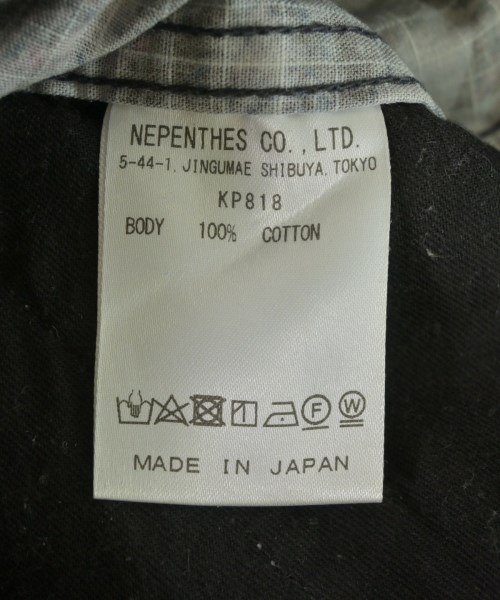 NEPENTHES CO.,LTD.
5-44-1. JINGUMAE SHIBUYA. TOKYO
KP818
BODY 100% COTTON
F W
MADE IN JAPAN